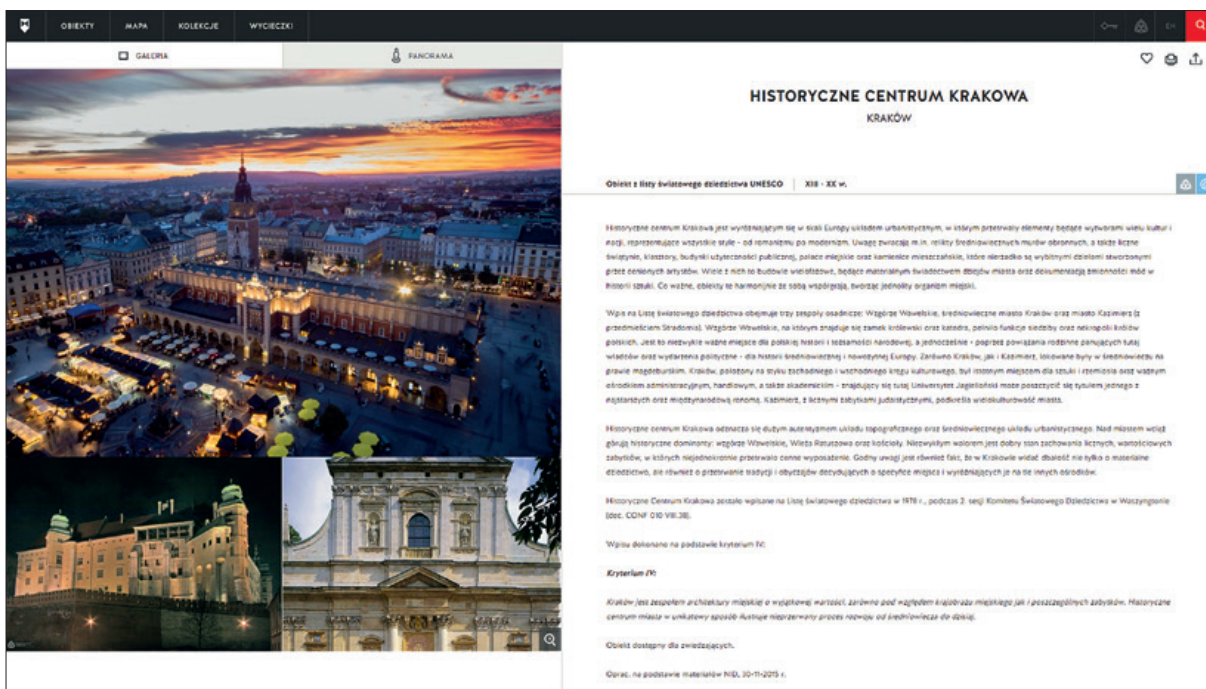 OBIEKTY MAPA KOLEKCJE WYCIECZKI EN
GALERIA PANORAMA
HISTORYCZNE CENTRUM KRAKOWA
KRAKÓW
Obiekt z listy światowego dziedzictwa UNESCO XIII - XX w.
Historyczne centrum Krakowa jest wyróżniającym się w skali Europy układem urbanistycznym, w którym przetrwały elementy będące wytworami wielu kultur i
nacji, reprezentujące wszystkie style - od romanizmu po modernizm. Uwagę zwracają m.in. relikty średniowiecznych murów obronnych, a także liczne
świątynie, klasztory, budynki użyteczności publicznej, pałace miejskie oraz kamienice mieszczańskie, które nierzadko są wybitnymi dziełami stworzonymi
przez cenionych artystów. Wiele z nich to budowle wielofazowe, będące materialnym świadectwem dziejów miasta oraz dokumentacją zmienności mód w
historii sztuki. Co ważne, obiekty te harmonijnie ze sobą współgrają, tworząc jednolity organizm miejski.
Wpis na Listę światowego dziedzictwa obejmuje trzy zespoły osadnicze: Wzgórze Wawelskie, średniowieczne miasto Kraków oraz miasto Kazimierz (z
przedmieściem Stradomia). Wzgórze Wawelskie, na którym znajduje się zamek królewski oraz katedra, pełniło funkcje siedziby oraz nekropoli królów
polskich. Jest to niezwykle ważne miejsce dla polskiej historii i tożsamości narodowej, a jednocześnie - poprzez powiązania rodzinne panujących tutaj
władców oraz wydarzenia polityczne - dla historii średniowiecznej i nowożytnej Europy. Zarówno Kraków, jak i Kazimierz, lokowane były w średniowieczu na
prawie magdeburskim. Kraków, położony na styku zachodniego i wschodniego kręgu kulturowego, był istotnym miejscem dla sztuki i rzemiosła oraz ważnym
ośrodkiem administracyjnym, handlowym, a także akademickim - znajdujący się tutaj Uniwersytet Jagielloński może poszczycić się tytułem jednego z
najstarszych oraz międzynarodową renomą. Kazimierz, z licznymi zabytkami judaistycznymi, podkreśla wielokulturowość miasta.
Historyczne centrum Krakowa odznacza się dużym autentyzmem układu topograficznego oraz średniowiecznego układu urbanistycznego. Nad miastem wciąż
górują historyczne dominanty: wzgórze Wawelskie, Wieża Ratuszowa oraz kościoły. Niezwykłym walorem jest dobry stan zachowania licznych, wartościowych
zabytków, w których niejednokrotnie przetrwało cenne wyposażenie. Godny uwagi jest również fakt, że w Krakowie widać dbałość nie tylko o materialne
dziedzictwo, ale również o przetrwanie tradycji i obyczajów decydujących o specyfice miejsca i wyróżniających je na tle innych ośrodków.
Historyczne Centrum Krakowa zostało wpisane na Listę światowego dziedzictwa w 1978 r., podczas 2. sesji Komitetu Światowego Dziedzictwa w Waszyngtonie
(dec. CONF 010 VIII.38).
Wpisu dokonano na podstawie kryterium IV:
Kryterium IV:
Kraków jest zespołem architektury miejskiej o wyjątkowej wartości, zarówno pod względem krajobrazu miejskiego jak i poszczególnych zabytków. Historyczne
centrum miasta w unikatowy sposób ilustruje nieprzerwany proces rozwoju od średniowiecza do dzisiaj.
Obiekt dostępny dla zwiedzających.
Oprac. na podstawie materiałów NID, 30-11-2015 r.